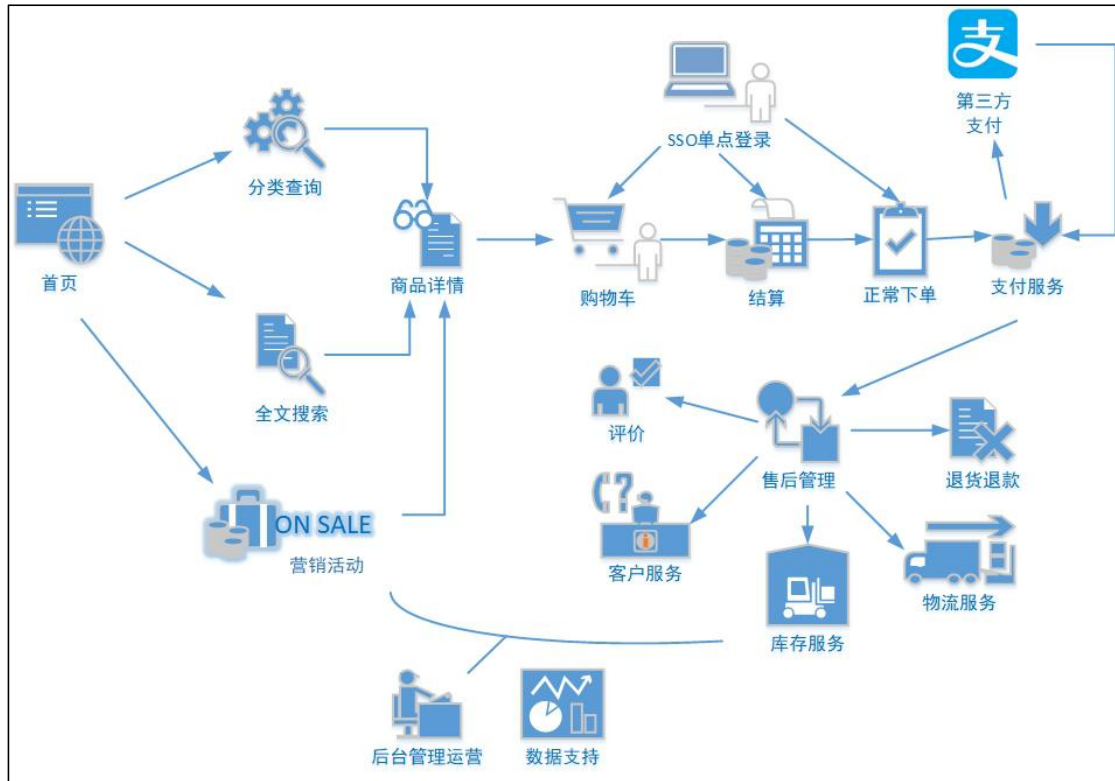 支
第三方
支付
SSO单点登录
分类查询
首页
商品详情
购物车
结算
正常下单
支付服务
全文搜索
评价
售后管理
退货退款
ON SALE
营销活动
客户服务
物流服务
库存服务
后台管理运营
数据支持